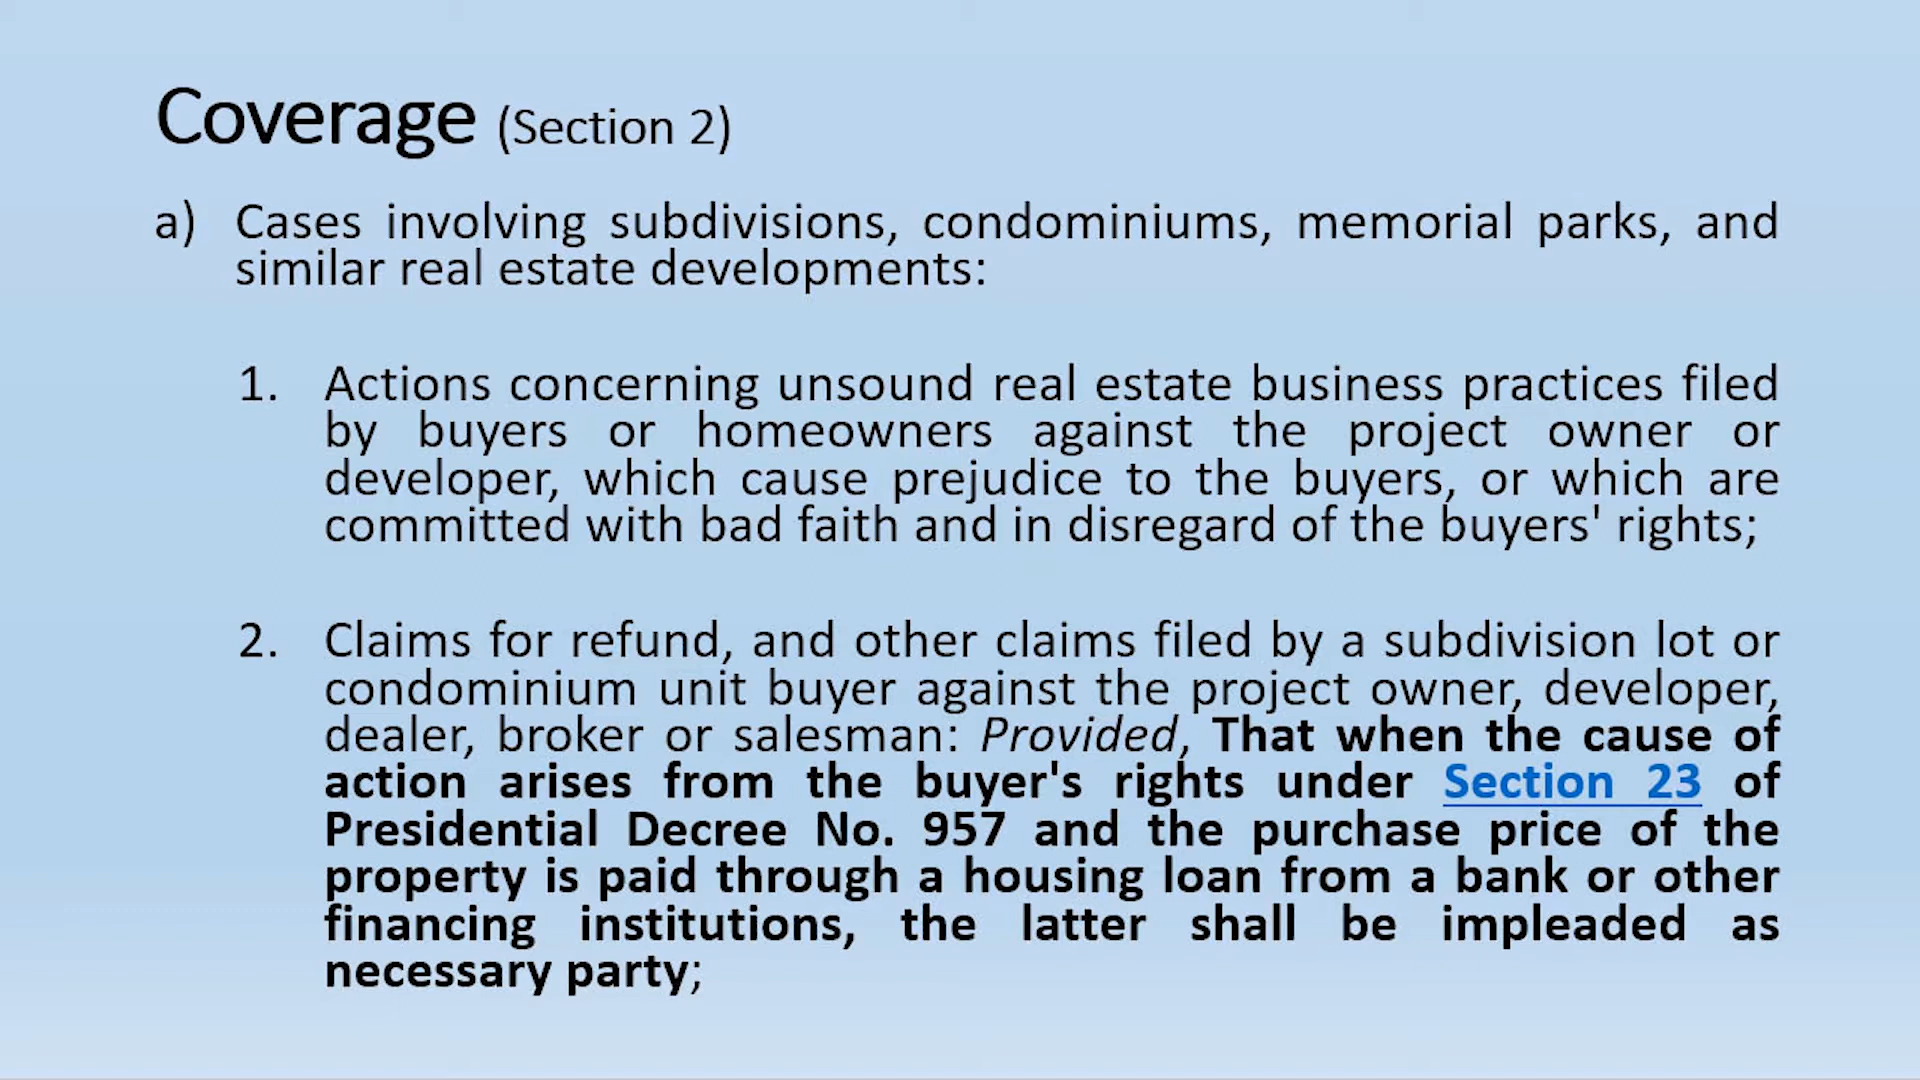 Coverage (Section 2)
a) Cases involving subdivisions, condominiums, memorial parks, and
similar real estate developments:
1. Actions concerning unsound real estate business practices filed
by buyers or homeowners against the project owner or
developer, which cause prejudice to the buyers, or which are
committed with bad faith and in disregard of the buyers' rights;
2. Claims for refund, and other claims filed by a subdivision lot or
condominium unit buyer against the project owner, developer,
dealer, broker or salesman: Provided, That when the cause of
action arises from the buyer's rights under Section 23 of
Presidential Decree No. 957 and the purchase price of the
property is paid through a housing loan from a bank or other
financing institutions, the latter shall be impleaded as
necessary party;